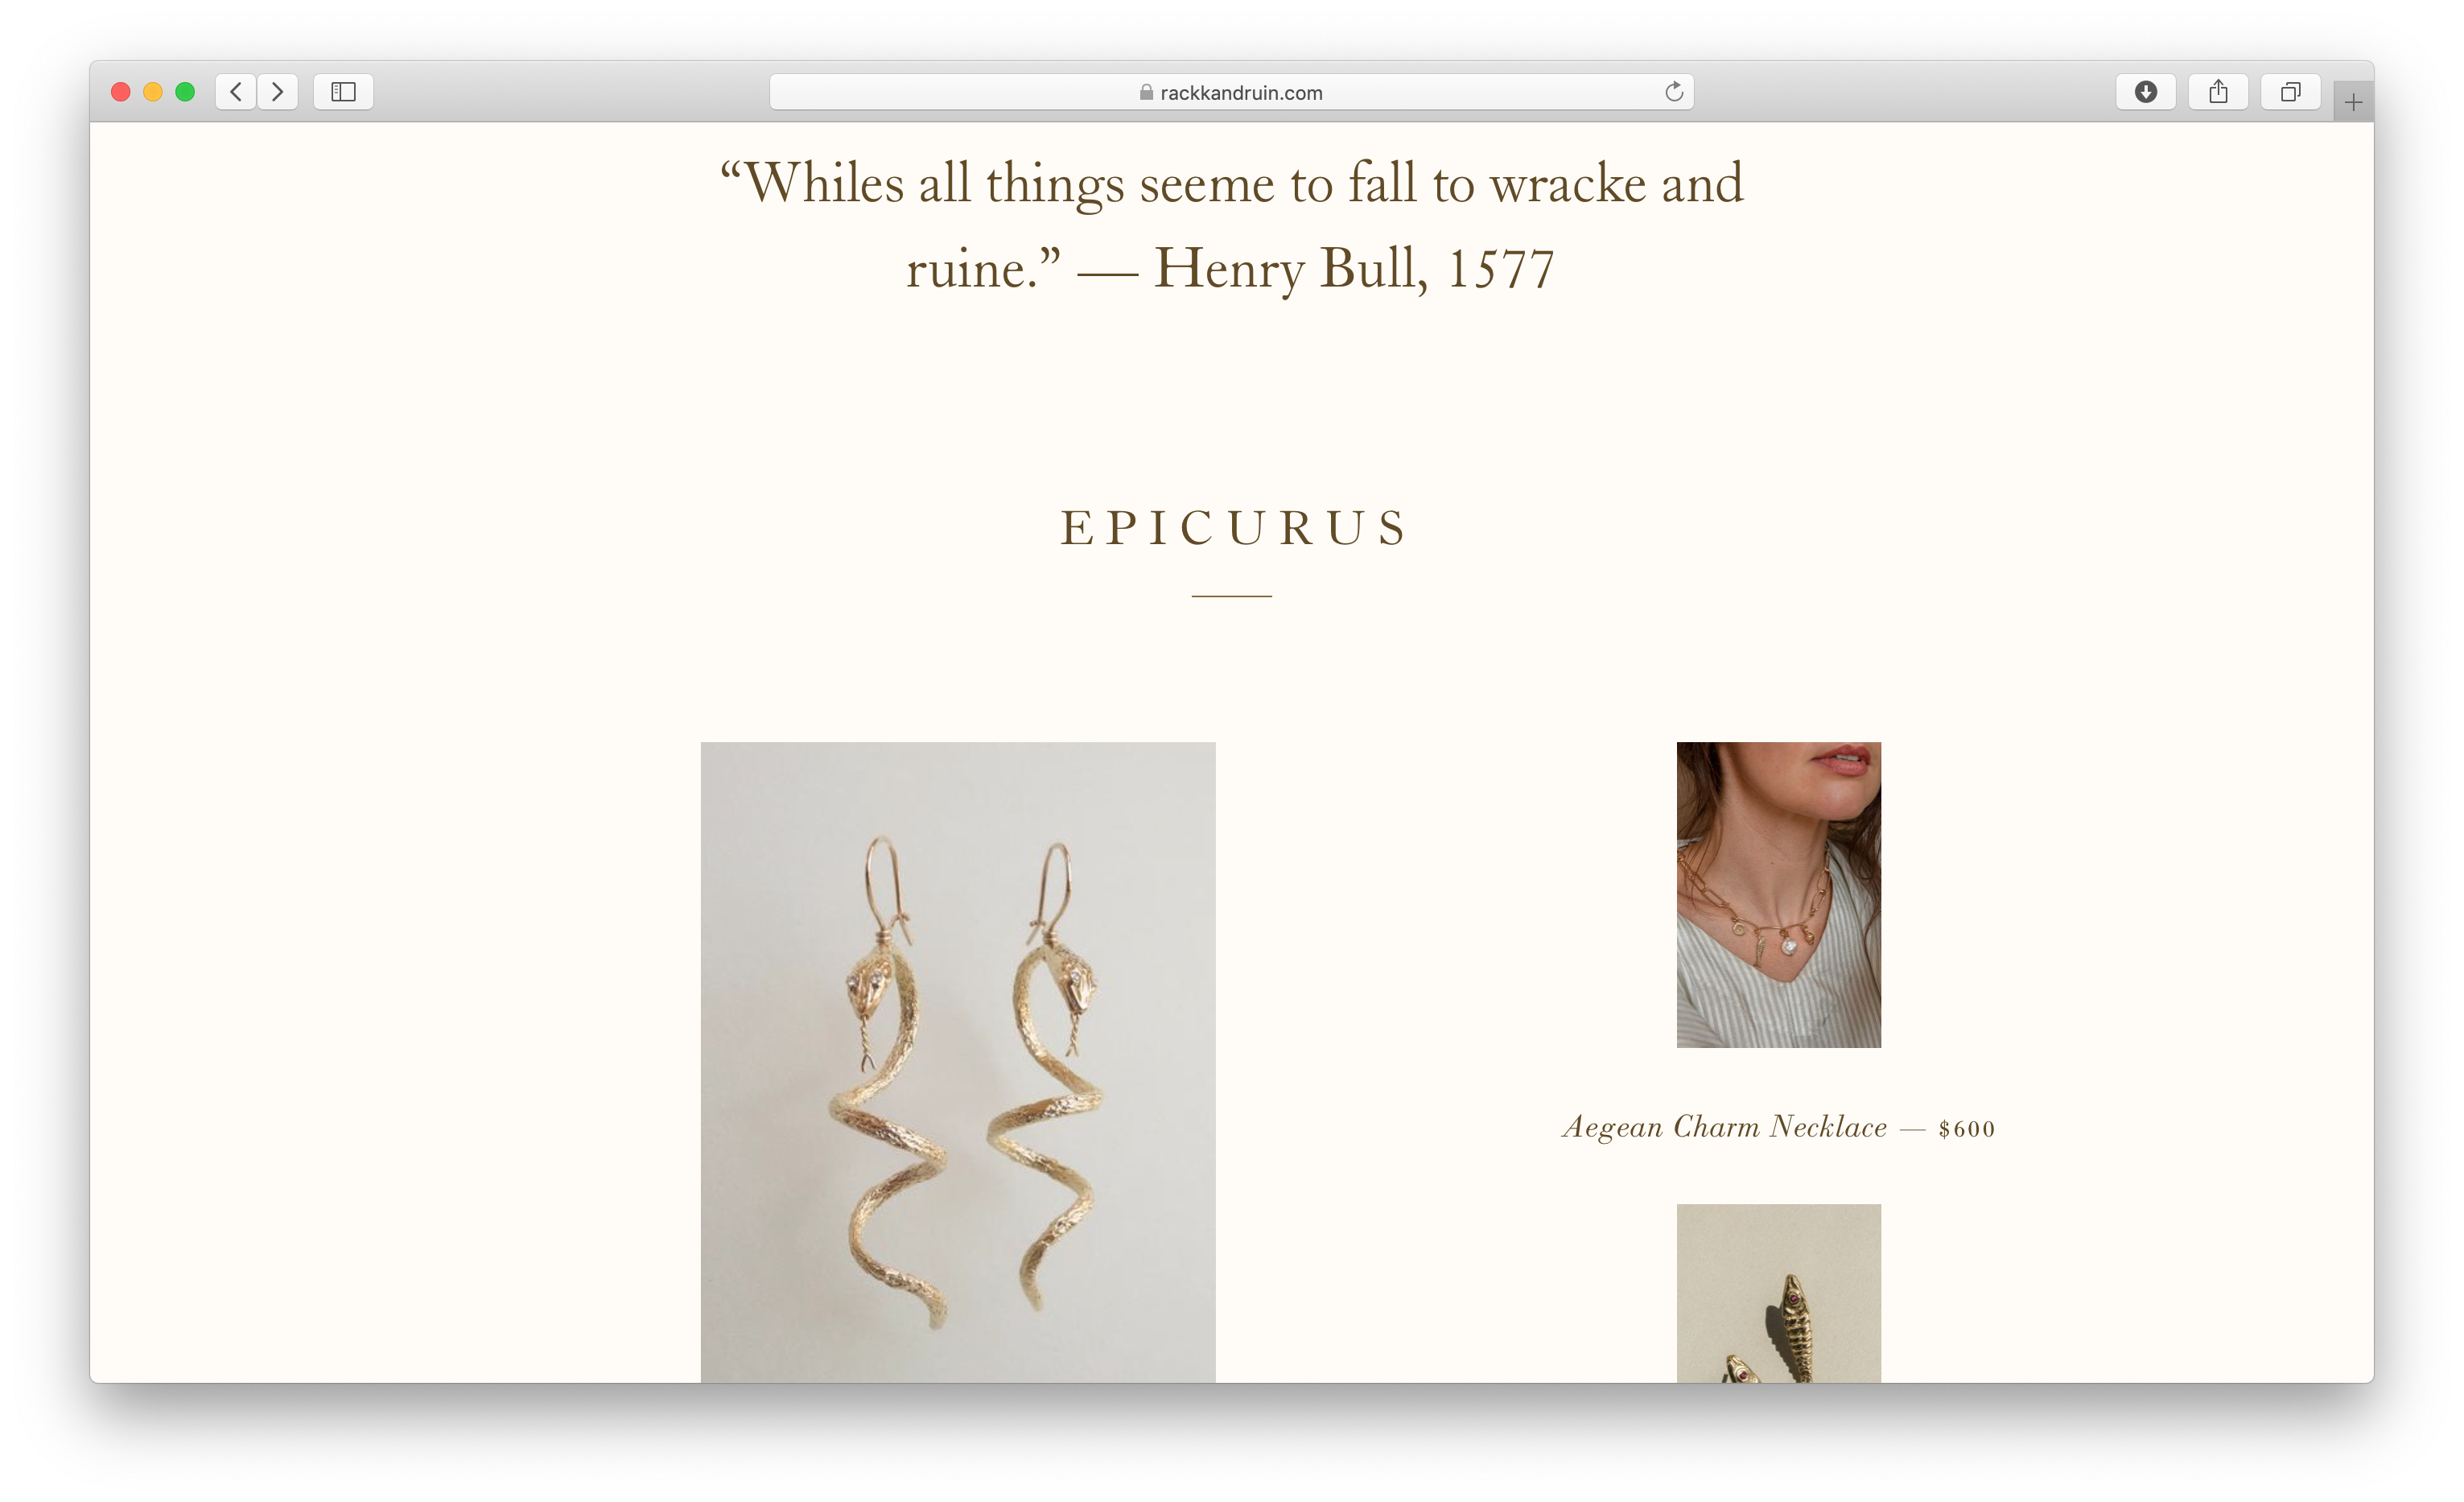 rackkandruin.com
“Whiles all things seeme to fall to wracke and
ruine.” — Henry Bull, 1577
EPICURUS
Aegean Charm Necklace — $600